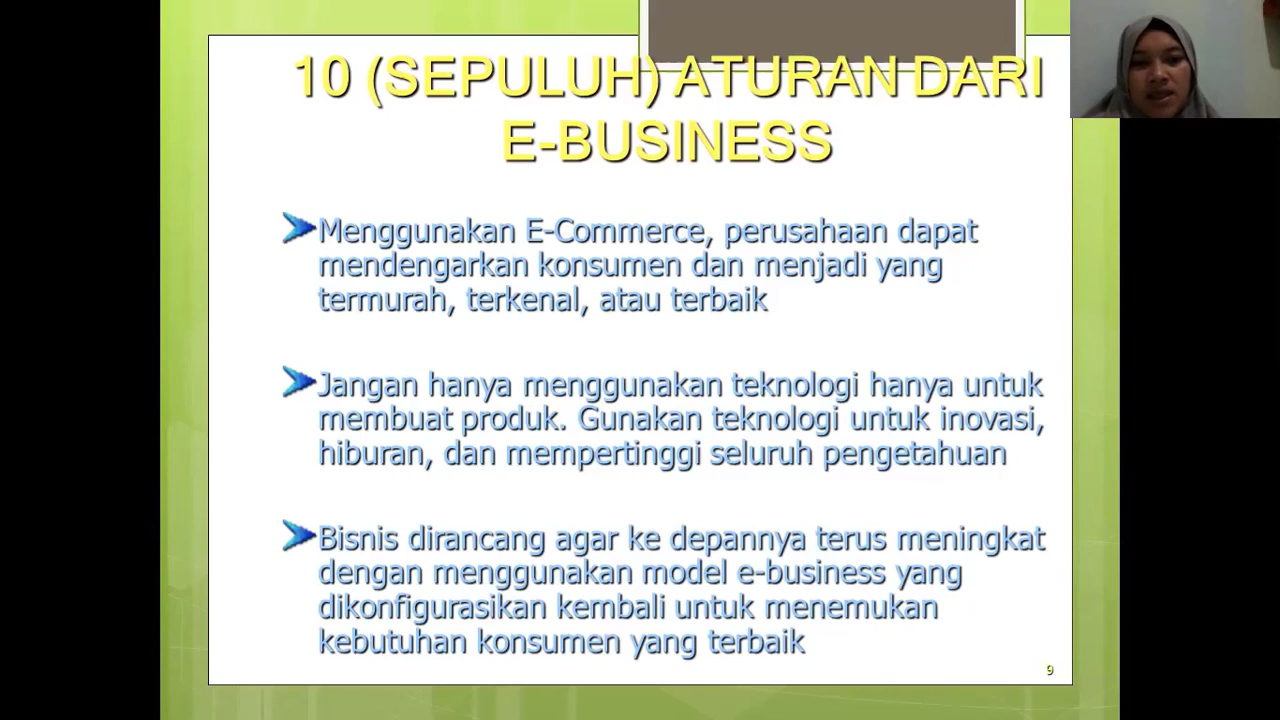 10 (SEPULUH) ATURAN DARI
E-BUSINESS
Menggunakan E-Commerce, perusahaan dapat
mendengarkan konsumen dan menjadi yang
termurah, terkenal, atau terbaik
Jangan hanya menggunakan teknologi hanya untuk
membuat produk. Gunakan teknologi untuk inovasi,
hiburan, dan mempertinggi seluruh pengetahuan
Bisnis dirancang agar ke depannya terus meningkat
dengan menggunakan model e-business yang
dikonfigurasikan kembali untuk menemukan
kebutuhan konsumen yang terbaik
9